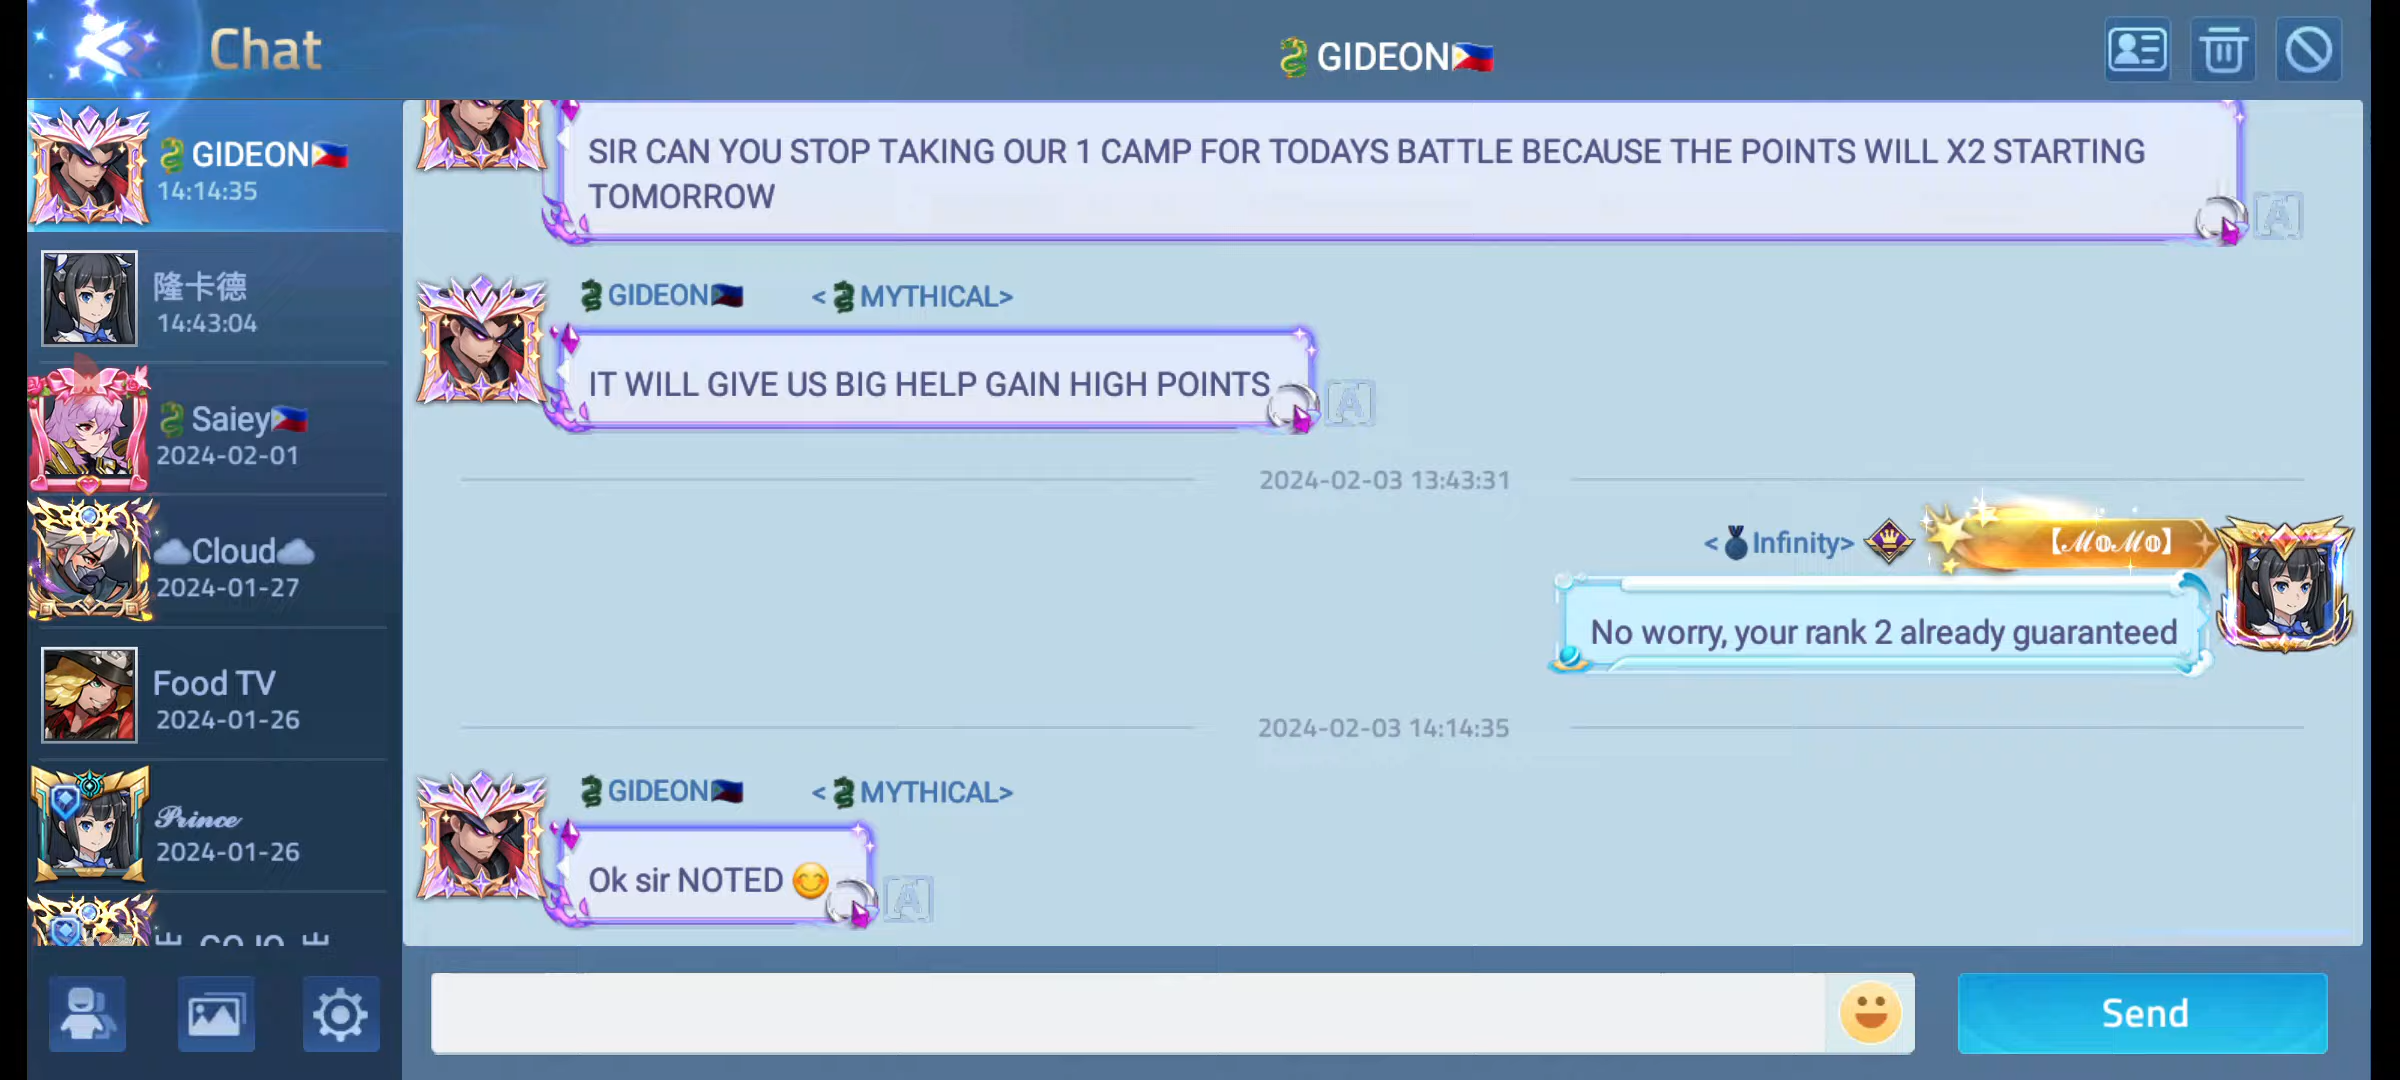 Chat
GIDEON
GIDEON
14:14:35
隆卡德
14:43:04
Saiey
2024-02-01
Cloud
2024-01-27
Food TV
2024-01-26
𝒫rince
2024-01-26
SIR CAN YOU STOP TAKING OUR 1 CAMP FOR TODAYS BATTLE BECAUSE THE POINTS WILL X2 STARTING
TOMORROW
A
GIDEON <MYTHICAL>
IT WILL GIVE US BIG HELP GAIN HIGH POINTS
A
2024-02-03 13:43:31
<Infinity> 【MoMo】
No worry, your rank 2 already guaranteed
2024-02-03 14:14:35
GIDEON <MYTHICAL>
Ok sir NOTED 😊
A
Send